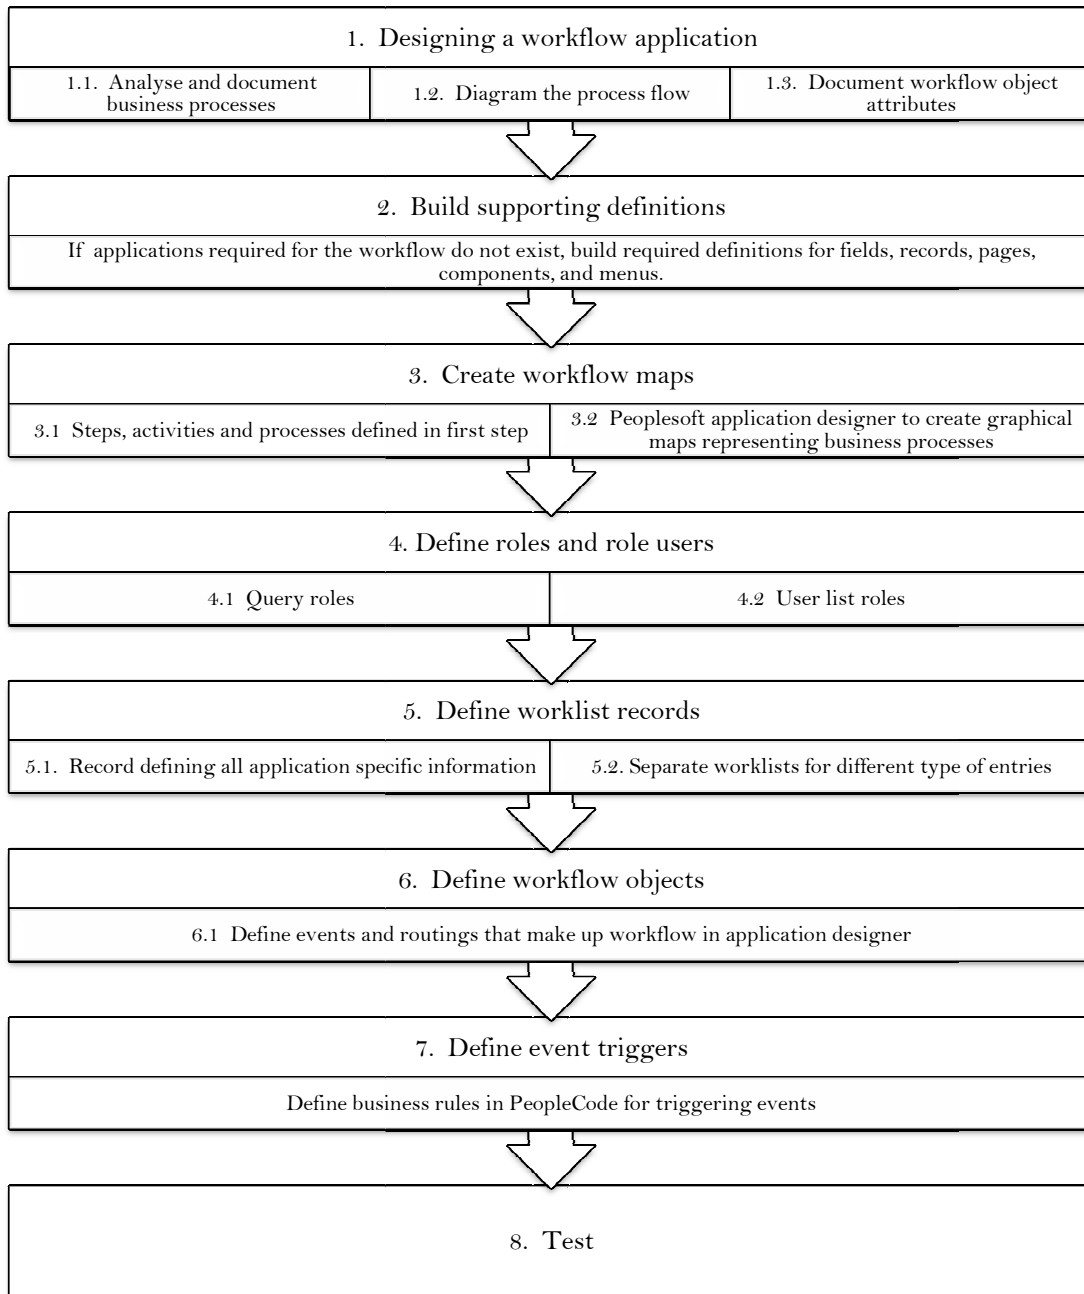 1. Designing a workflow application
1.1. Analyse and document
business processes
1.2. Diagram the process flow
1.3. Document workflow object
attributes
2. Build supporting definitions
If applications required for the workflow do not exist, build required definitions for fields, records, pages,
components, and menus.
3. Create workflow maps
3.1 Steps, activities and processes defined in first step
3.2 Peoplesoft application designer to create graphical
maps representing business processes
4. Define roles and role users
4.1 Query roles
4.2 User list roles
5. Define worklist records
5.1. Record defining all application specific information
5.2. Separate worklists for different type of entries
6. Define workflow objects
6.1 Define events and routings that make up workflow in application designer
7. Define event triggers
Define business rules in PeopleCode for triggering events
8. Test